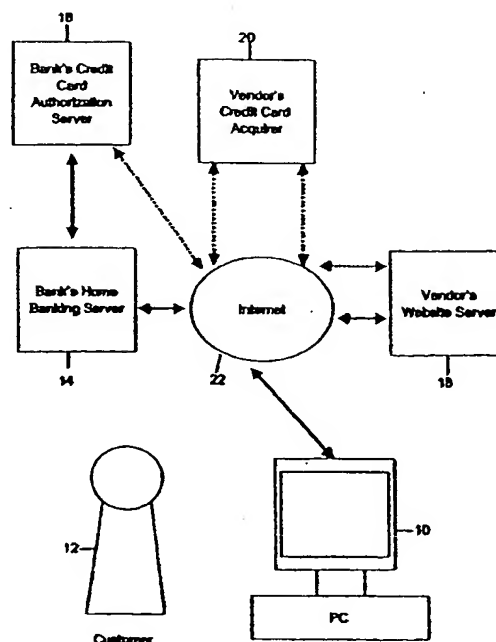 18
20
Bank's Credit
Card
Authorization
Server
Vendor's
Credit Card
Acquirer
Bank's Home
Banking Server
Internet
Vendor's
Website Server
14
22
18
12
10
PC
Customer